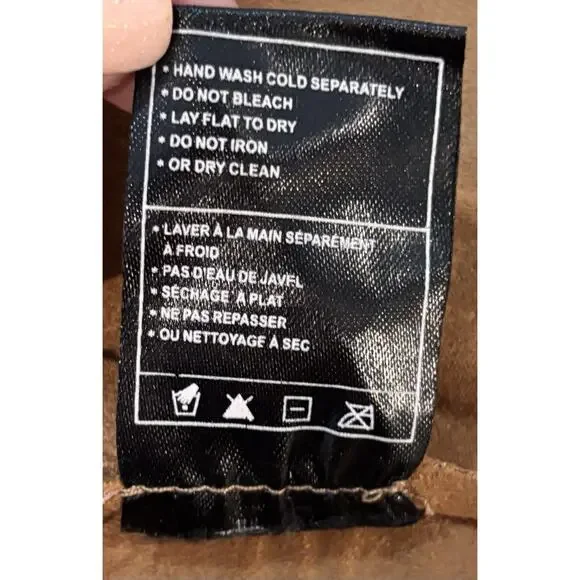 * HAND WASH COLD SEPARATELY
* DO NOT BLEACH
* LAY FLAT TO DRY
* DO NOT IRON
* OR DRY CLEAN
* LAVER À LA MAIN SÉPARÉMENT
À FROID
* PAS D'EAU DE JAVEL
* SÉCHAGE À PLAT
* NE PAS REPASSER
* OU NETTOYAGE À SEC